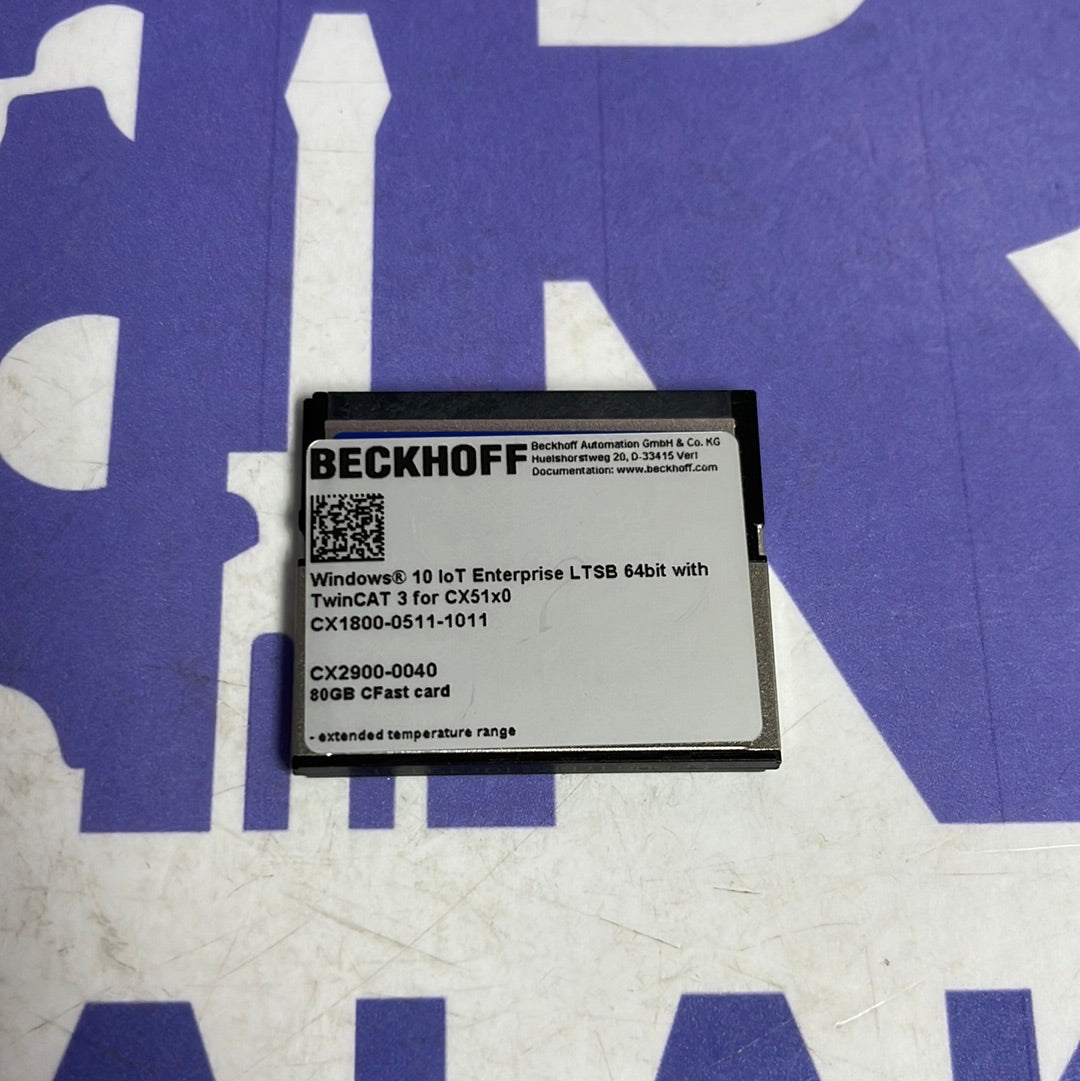 BECKHOFF
Beckhoff Automation GmbH & Co. KG
Huelshorstweg 20, D-33415 Verl
Documentation: www.beckhoff.com
Windows® 10 IoT Enterprise LTSB 64bit with
TwinCAT 3 for CX51x0
CX1800-0511-1011
CX2900-0040
80GB CFast card
- extended temperature range